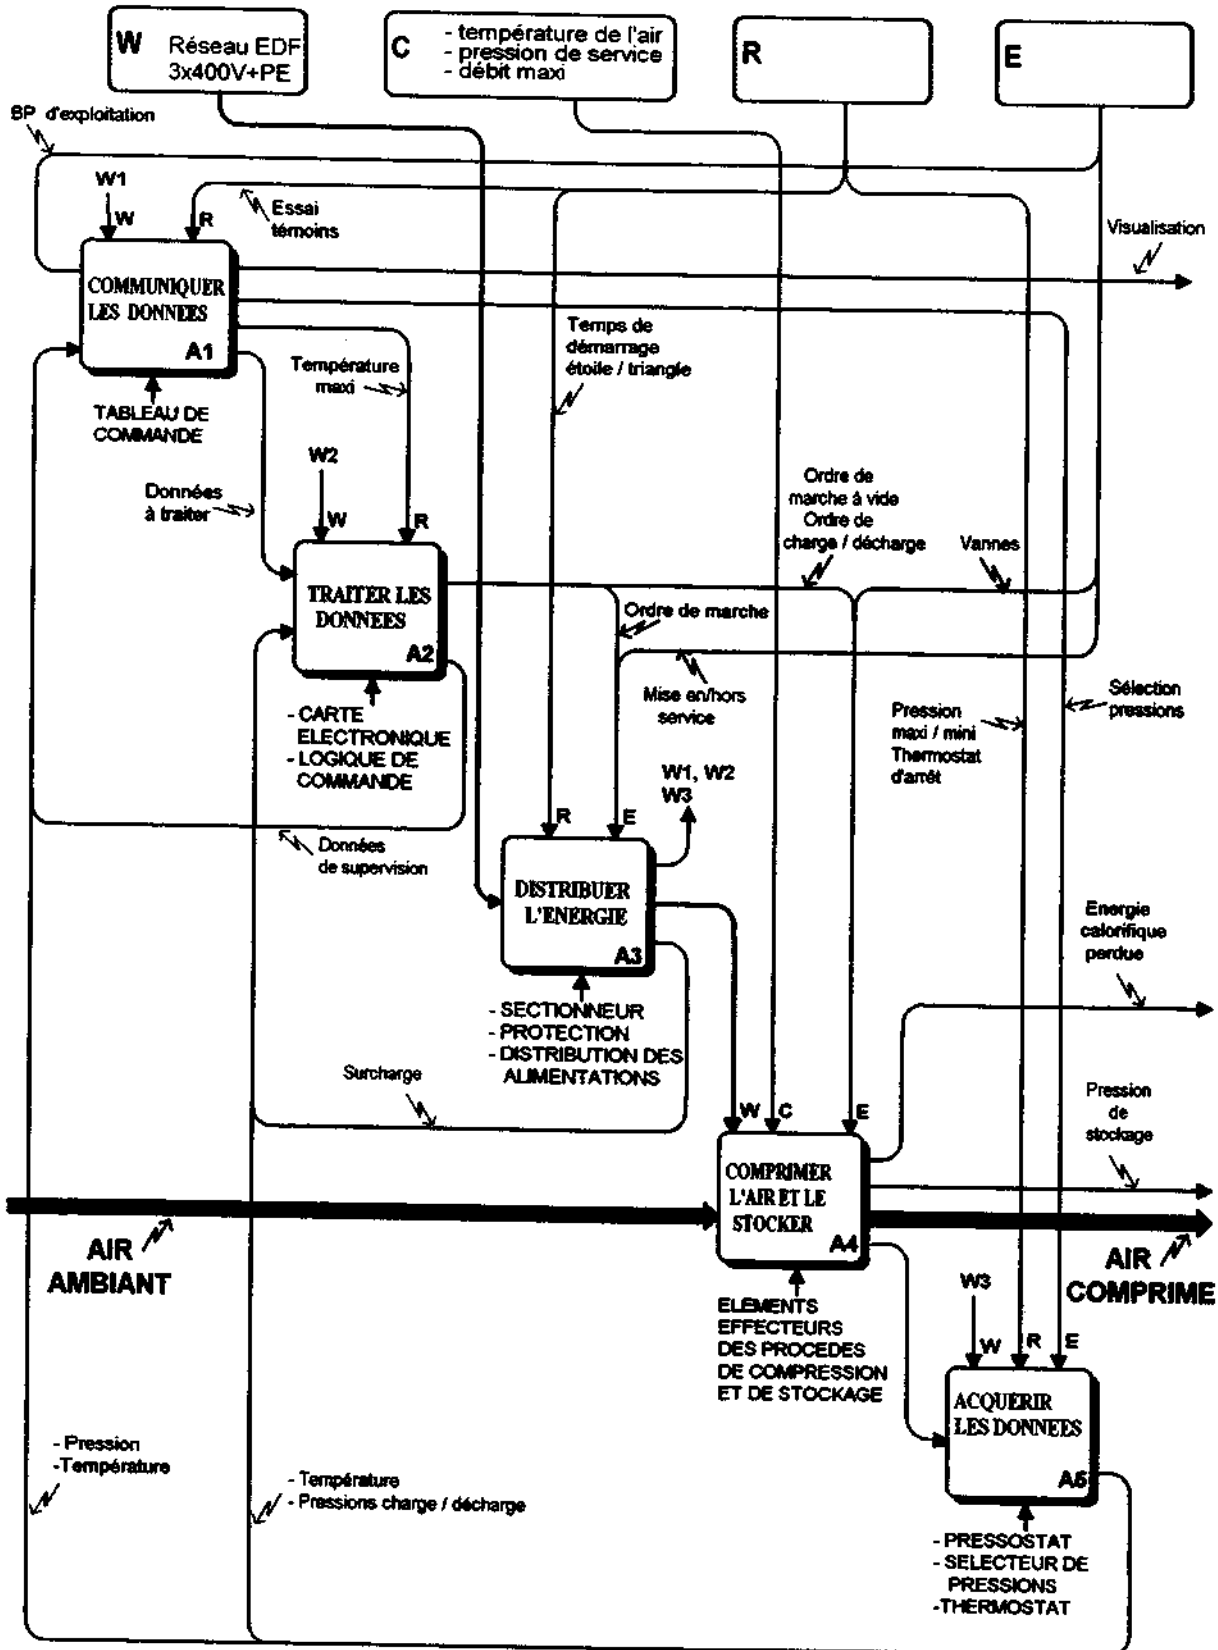 W
Réseau EDF
3x400V+PE
C
- température de l'air
- pression de service
- débit maxi
R
E
BP d'exploitation
W1
W
R
Essai
témoins
Visualisation
COMMUNIQUER
LES DONNEES
A1
TABLEAU DE
COMMANDE
Température
maxi
Temps de
démarrage
étoile / triangle
W2
Données
à traiter
W
R
Ordre de
marche à vide
Ordre de
charge / décharge
Vannes
TRAITER LES
DONNEES
A2
Ordre de marche
Mise en/hors
service
- CARTE
ELECTRONIQUE
- LOGIQUE DE
COMMANDE
Pression
maxi / mini
Thermostat
d'arrêt
Sélection
pressions
W1, W2
W3
R
E
Données
de supervision
DISTRIBUER
L'ENERGIE
A3
Energie
calorifique
perdue
- SECTIONNEUR
- PROTECTION
- DISTRIBUTION DES
ALIMENTATIONS
Surcharge
W
C
E
Pression
de
stockage
COMPRIMER
L'AIR ET LE
STOCKER
A4
AIR
AMBIANT
AIR
COMPRIME
ELEMENTS
EFFECTEURS
DES PROCEDES
DE COMPRESSION
ET DE STOCKAGE
W3
W
R
E
ACQUERIR
LES DONNEES
A5
- Pression
-Température
- Température
- Pressions charge / décharge
- PRESSOSTAT
- SELECTEUR DE
PRESSIONS
-THERMOSTAT